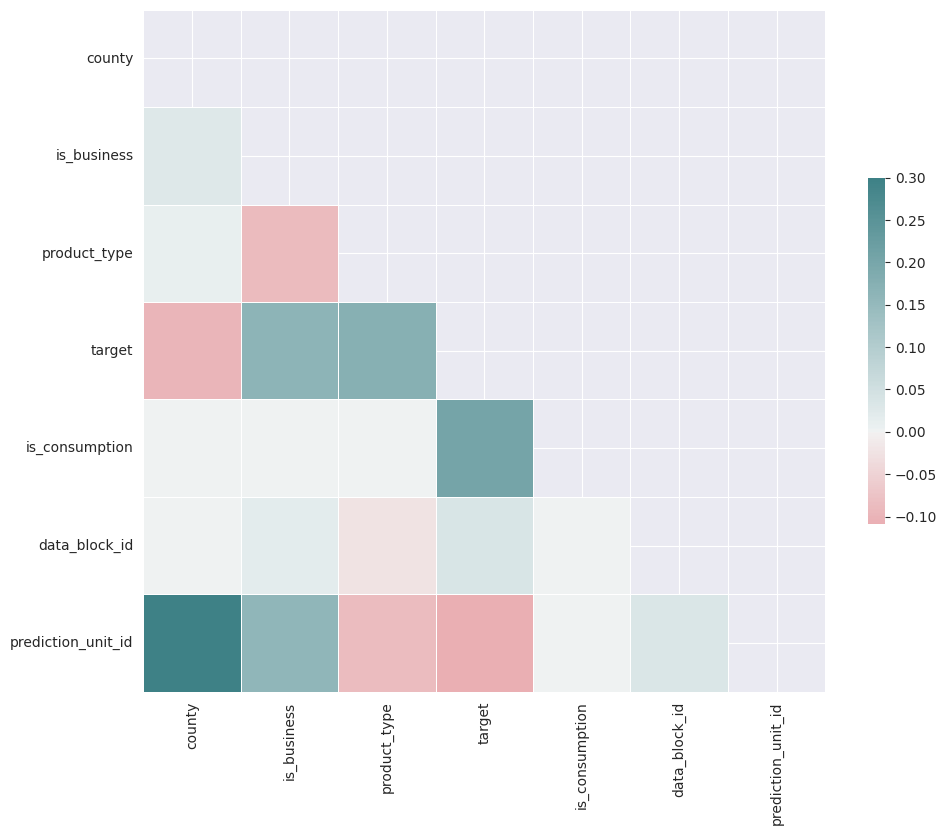 county
is_business
product_type
target
is_consumption
data_block_id
prediction_unit_id
county
is_business
product_type
target
is_consumption
data_block_id
prediction_unit_id
0.30
0.25
0.20
0.15
0.10
0.05
0.00
−0.05
−0.10